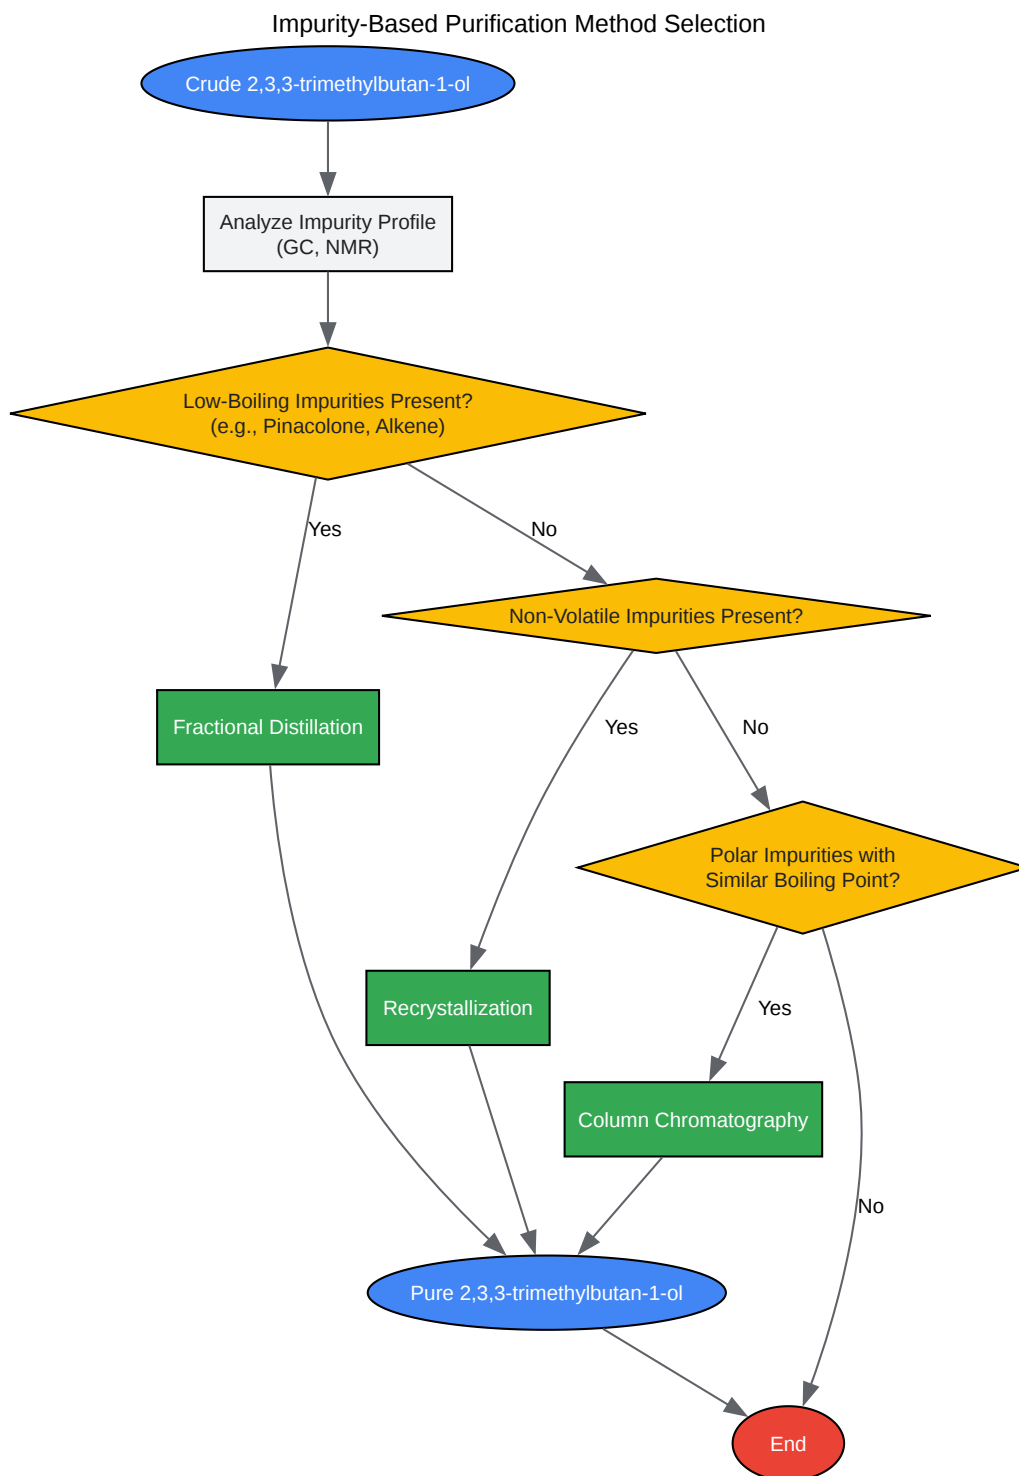 Impurity-Based Purification Method Selection
Crude 2,3,3-trimethylbutan-1-ol
Analyze Impurity Profile
(GC, NMR)
Low-Boiling Impurities Present?
(e.g., Pinacolone, Alkene)
Yes
No
Non-Volatile Impurities Present?
Fractional Distillation
Yes
No
Polar Impurities with
Similar Boiling Point?
Recrystallization
Yes
Column Chromatography
No
Pure 2,3,3-trimethylbutan-1-ol
End